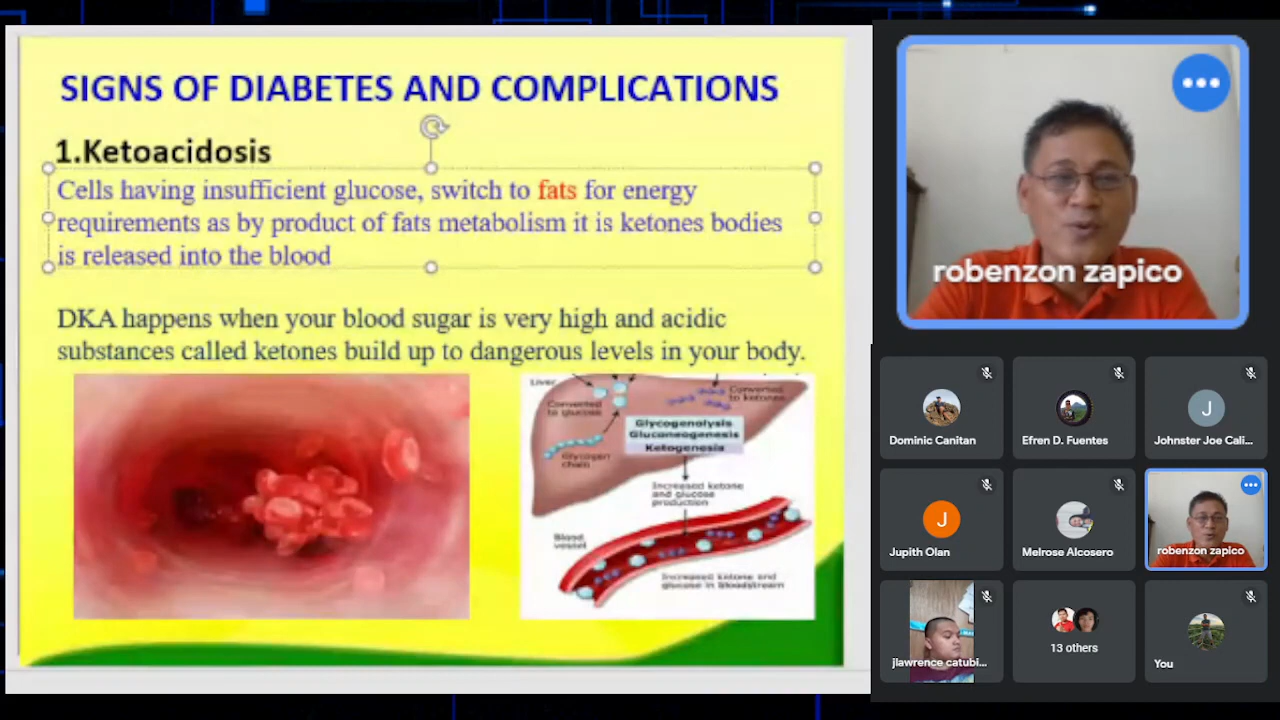 SIGNS OF DIABETES AND COMPLICATIONS
1.Ketoacidosis
Cells having insufficient glucose, switch to fats for energy
requirements as by product of fats metabolism it is ketones bodies
is released into the blood
DKA happens when your blood sugar is very high and acidic
substances called ketones build up to dangerous levels in your body.
Liver
Converted
to glucose
Converted
to ketones
Glycogenolysis
Gluconeogenesis
Ketogenesis
Glycogen
chain
Increased ketone
and glucose
production
Blood
vessel
Increased ketone and
glucose in bloodstream
robenzon zapico
Dominic Canitan
Efren D. Fuentes
J
Johnster Joe Cali...
J
Jupith Olan
Melrose Alcosero
robenzon zapico
jlawrence catubi...
13 others
You